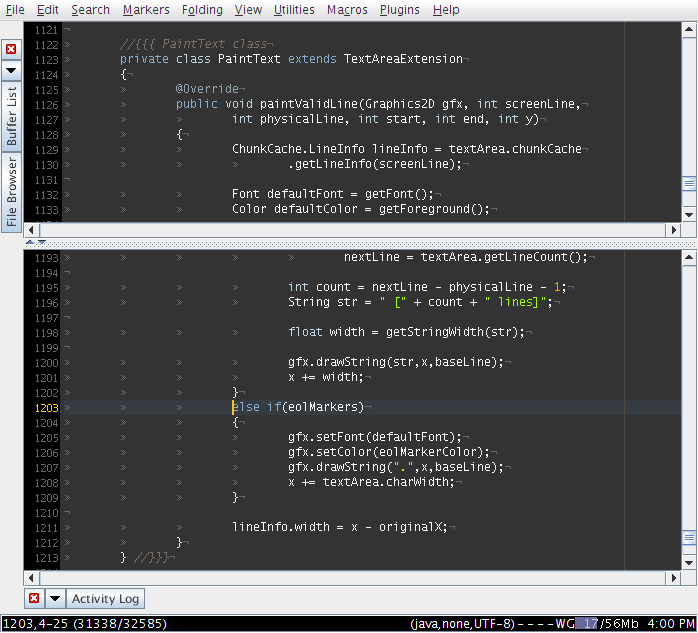 File Edit Search Markers Folding View Utilities Macros Plugins Help
Buffer List
File Browser
1121
1122 //{{{ PaintText class
1123 private class PaintText extends TextAreaExtension
1124 {
1125 @Override
1126 public void paintValidLine(Graphics2D gfx, int screenLine,
1127 int physicalLine, int start, int end, int y)
1128 {
1129 ChunkCache.LineInfo lineInfo = textArea.chunkCache
1130 .getLineInfo(screenLine);
1131
1132 Font defaultFont = getFont();
1133 Color defaultColor = getForeground();
1193 nextLine = textArea.getLineCount();
1194
1195 int count = nextLine - physicalLine - 1;
1196 String str = " [" + count + " lines]";
1197
1198 float width = getStringWidth(str);
1199
1200 gfx.drawString(str,x,baseLine);
1201 x += width;
1202 }
1203 else if(eolMarkers)
1204 {
1205 gfx.setFont(defaultFont);
1206 gfx.setColor(eolMarkerColor);
1207 gfx.drawString(".",x,baseLine);
1208 x += textArea.charWidth;
1209 }
1210
1211 lineInfo.width = x - originalX;
1212 }
1213 } //}}}
Activity Log
1203,4-25 (31338/32585) (java,none,UTF-8) - - - - WG 17/56Mb 4:00 PM